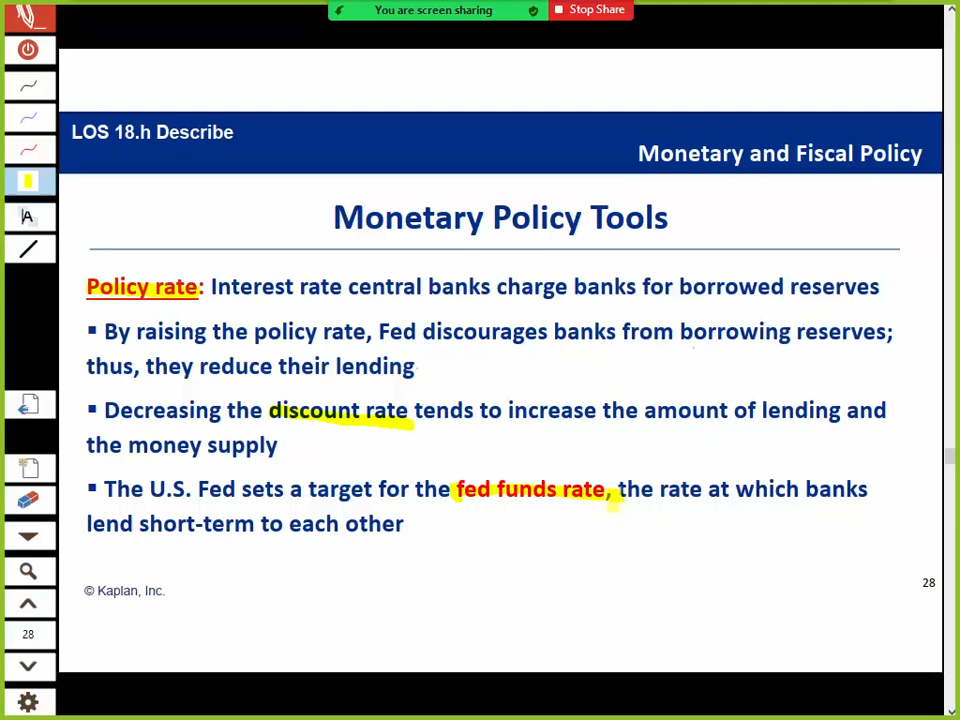 You are screen sharing
Stop Share
LOS 18.h Describe
Monetary and Fiscal Policy
Monetary Policy Tools
Policy rate: Interest rate central banks charge banks for borrowed reserves
▪ By raising the policy rate, Fed discourages banks from borrowing reserves;
thus, they reduce their lending
▪ Decreasing the discount rate tends to increase the amount of lending and
the money supply
▪ The U.S. Fed sets a target for the fed funds rate, the rate at which banks
lend short-term to each other
© Kaplan, Inc.
28
A
28